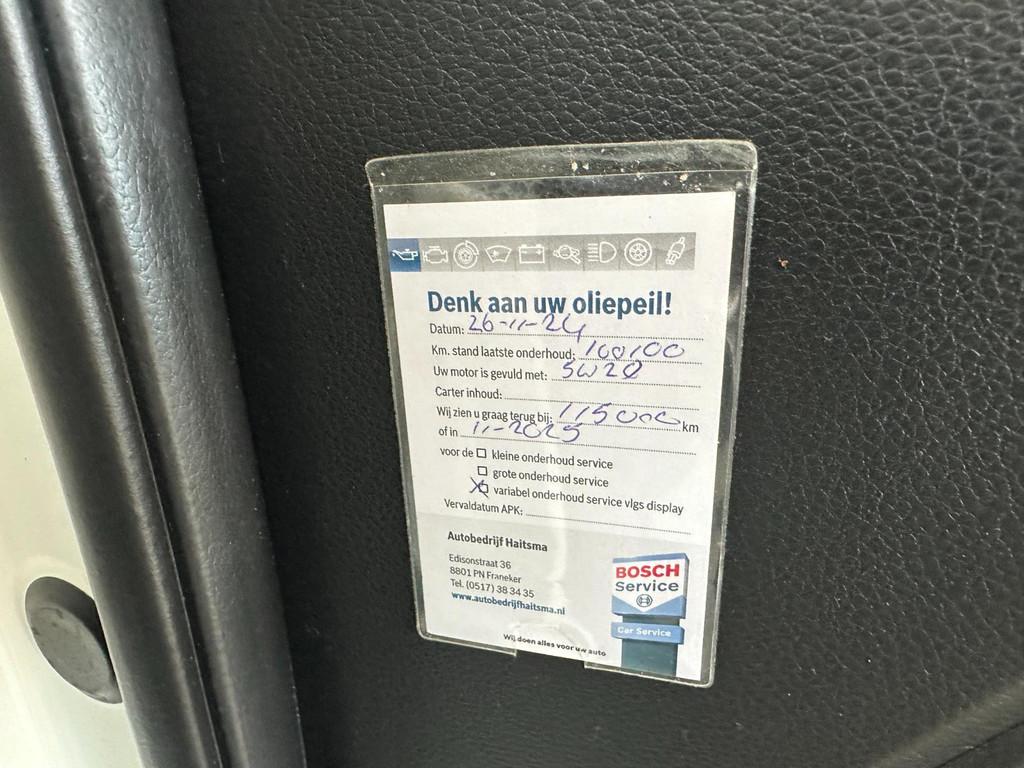 Denk aan uw oliepeil!
Datum: 26-11-24
Km. stand laatste onderhoud: 100100
Uw motor is gevuld met: 5W20
Carter inhoud:
Wij zien u graag terug bij: 115000 km
of in 11-2025
voor de ☐ kleine onderhoud service
☐ grote onderhoud service
☒ variabel onderhoud service vlgs display
Vervaldatum APK:
Autobedrijf Haitsma
Edisonstraat 36
8801 PN Franeker
Tel. (0517) 38 34 35
www.autobedrijfhaitsma.nl
BOSCH
Service
Car Service
Wij doen alles voor uw auto